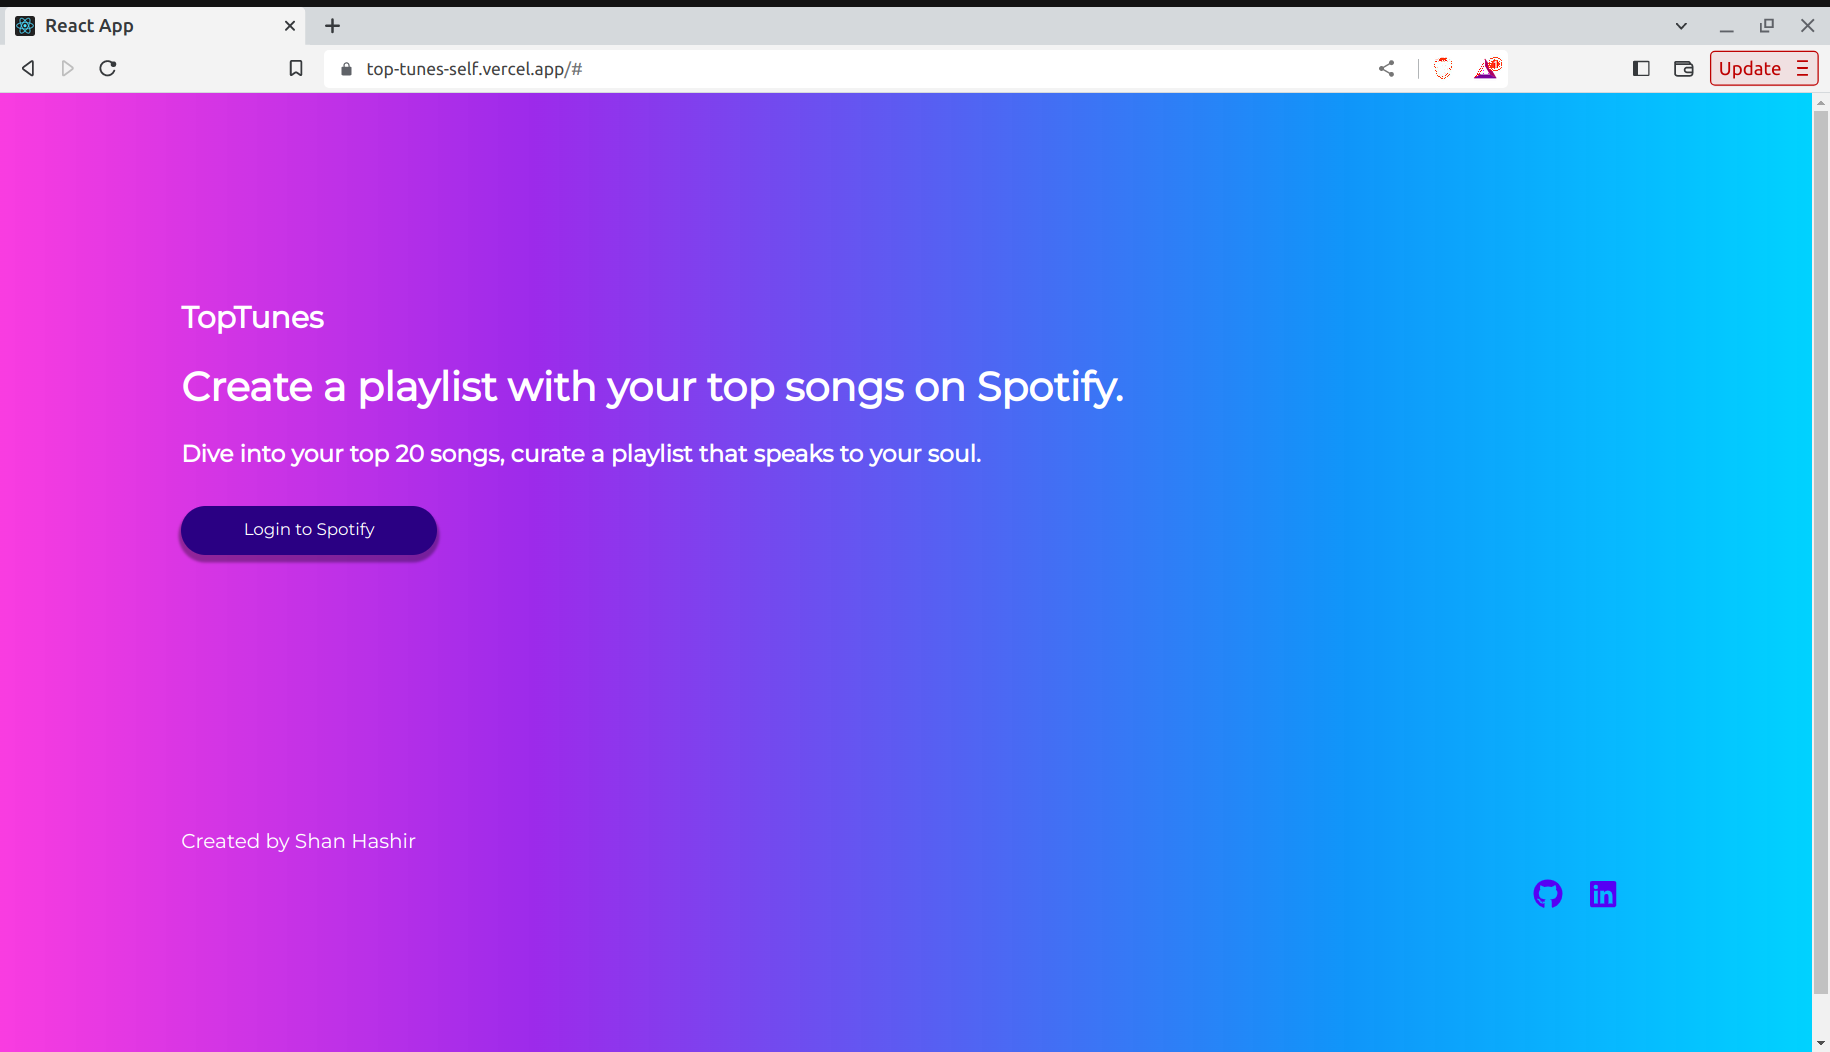 React App
top-tunes-self.vercel.app/#
Update
TopTunes
Create a playlist with your top songs on Spotify.
Dive into your top 20 songs, curate a playlist that speaks to your soul.
Login to Spotify
Created by Shan Hashir
in